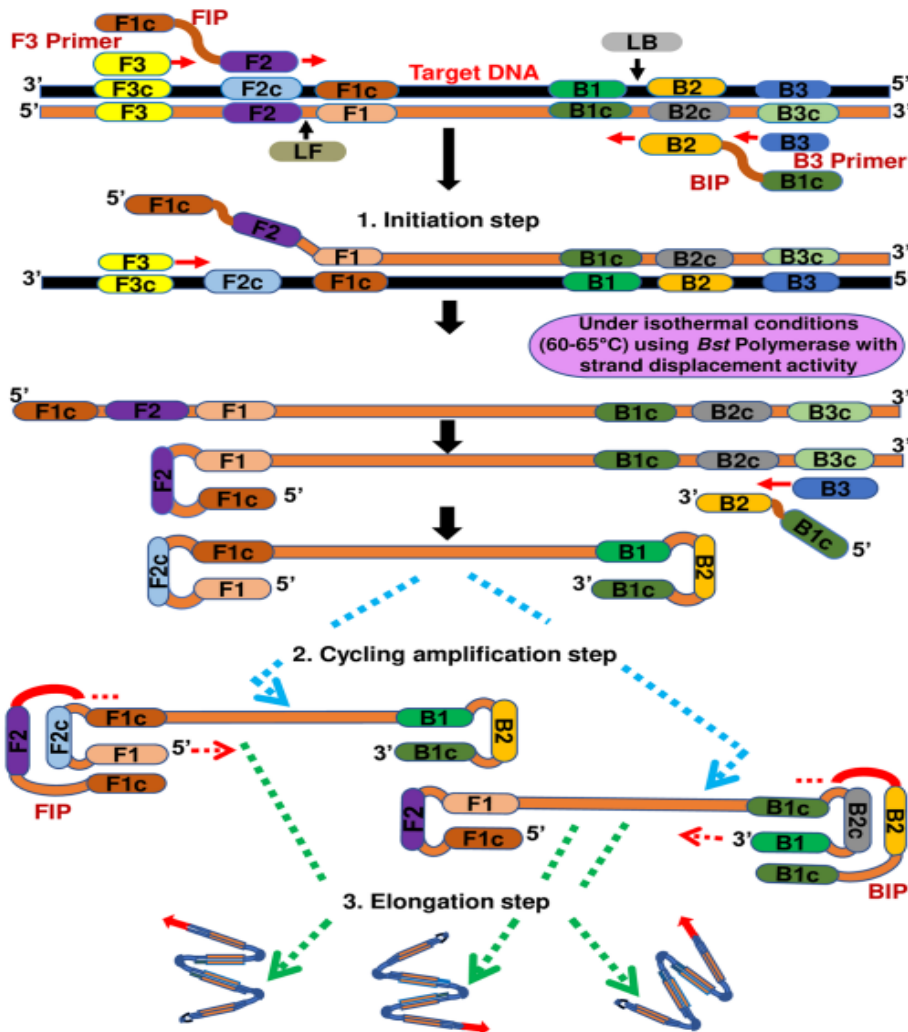 F1c FIP
F3 Primer
F3 F2 LB
Target DNA
3’ F3c F2c F1c B1 B2 B3 5’
5’ F3 F2 F1 B1c B2c B3c 3’
LF B2 B3
B3 Primer
BIP B1c
5’ F1c
1. Initiation step
F2
F1 B1c B2c B3c 3’
F3
3’ F3c F2c F1c B1 B2 B3 5
Under isothermal conditions
(60-65°C) using Bst Polymerase with
strand displacement activity
5’ 3’
F1c F2 F1 B1c B2c B3c
3’
F2 F1 B1c B2c B3c
F1c 5’ B3
3’ B2
B1c 5’
F2c F1c B1 B2
F1 5’ 3’ B1c
2. Cycling amplification step
F2 F2c F1c B1 B2
F1 5’ 3’ B1c
F1c
FIP
F2 F1 B1c B2c B2
F1c 5’ 3’ B1
B1c
BIP
3. Elongation step